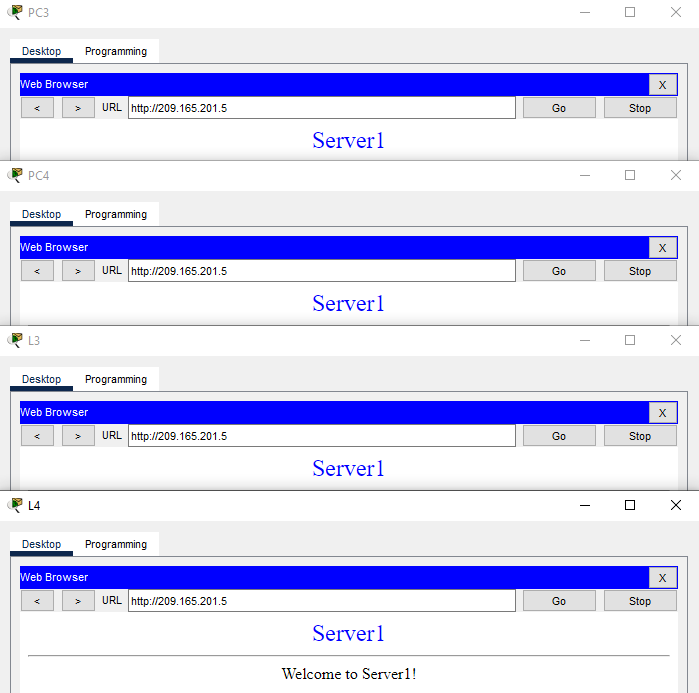 PC3
Desktop Programming
Web Browser X
< > URL http://209.165.201.5 Go Stop
Server1
PC4
Desktop Programming
Web Browser X
< > URL http://209.165.201.5 Go Stop
Server1
L3
Desktop Programming
Web Browser X
< > URL http://209.165.201.5 Go Stop
Server1
L4
Desktop Programming
Web Browser X
< > URL http://209.165.201.5 Go Stop
Server1
Welcome to Server1!